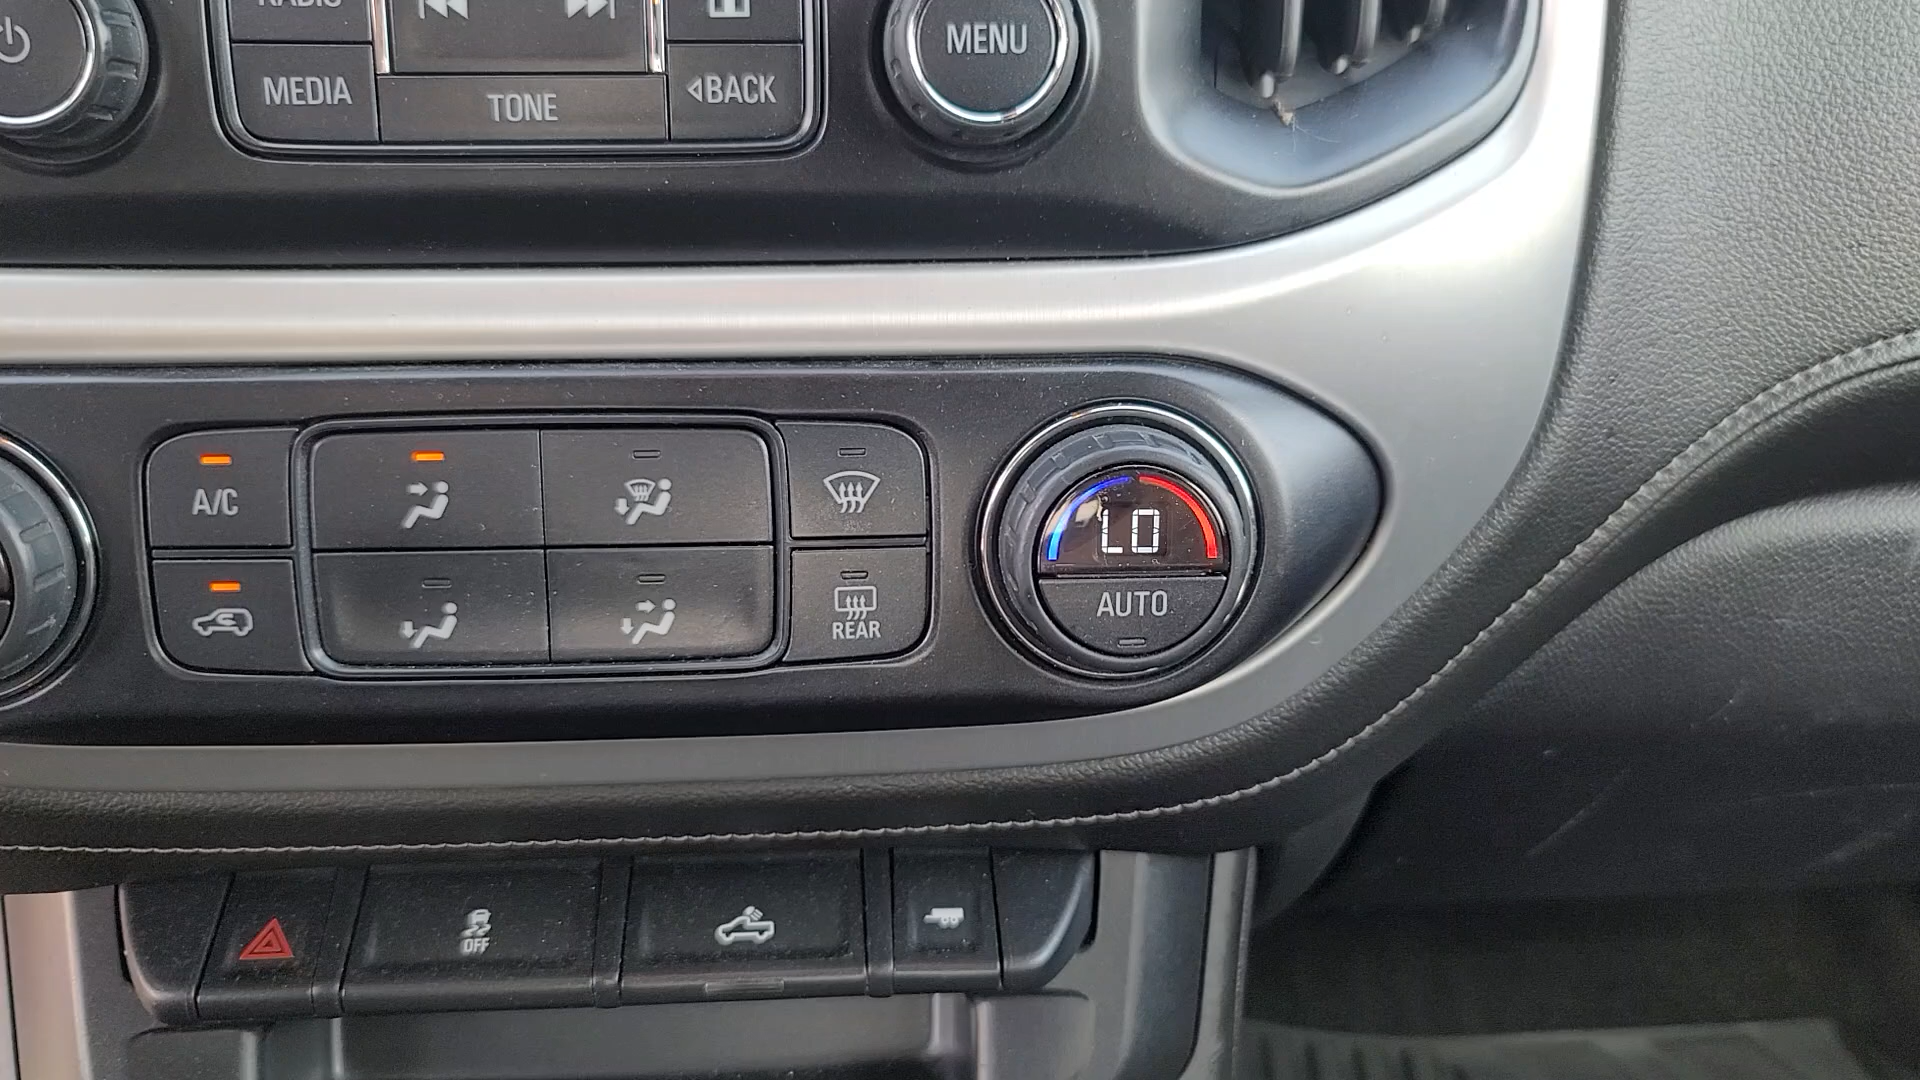 RADIO
MENU
MEDIA
TONE
BACK
A/C
LO
AUTO
REAR
OFF